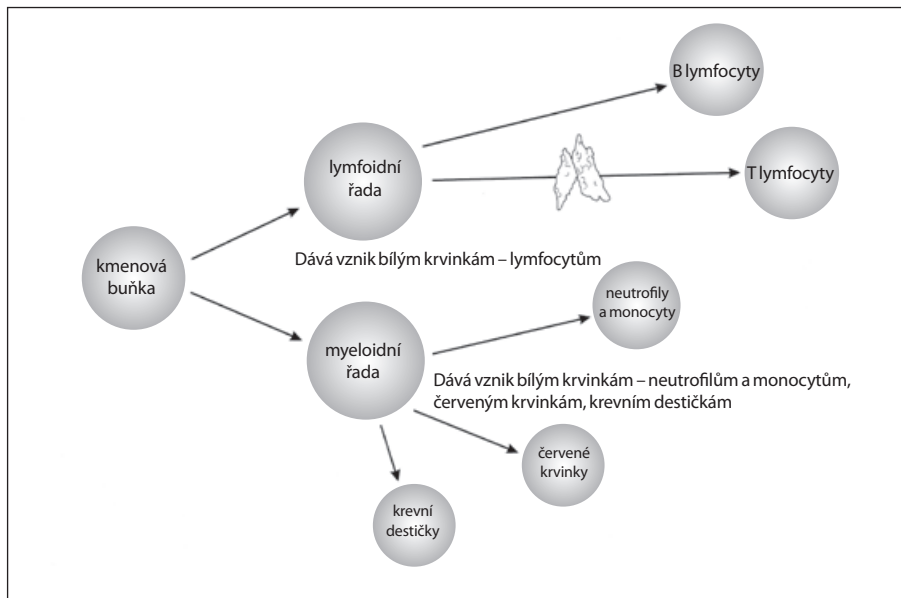 B lymfocyty
lymfoidní
řada
T lymfocyty
Dává vznik bílým krvinkám – lymfocytům
kmenová
buňka
neutrofily
a monocyty
myeloidní
řada
Dává vznik bílým krvinkám – neutrofilům a monocytům,
červeným krvinkám, krevním destičkám
červené
krvinky
krevní
destičky